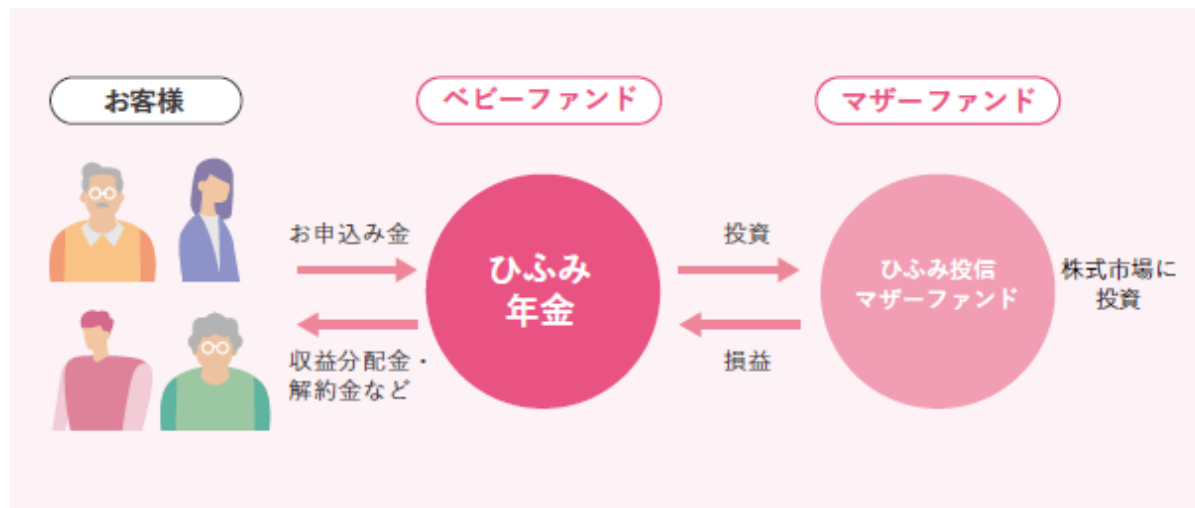 お客様
ベビーファンド
マザーファンド
お申込み金
収益分配金・
解約金など
ひふみ
年金
投資
損益
ひふみ投信
マザーファンド
株式市場に
投資